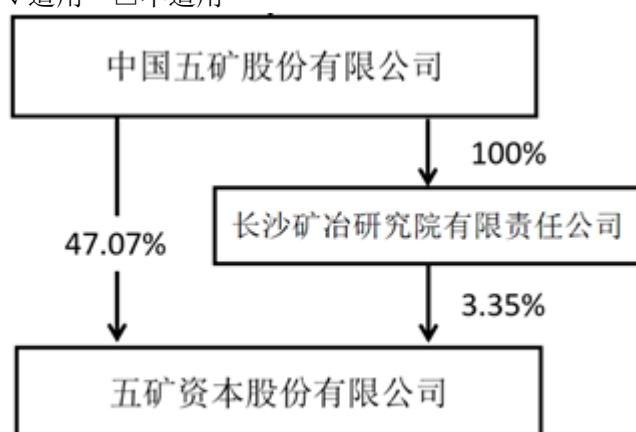 中国五矿股份有限公司
100%
长沙矿冶研究院有限责任公司
47.07%
3.35%
五矿资本股份有限公司